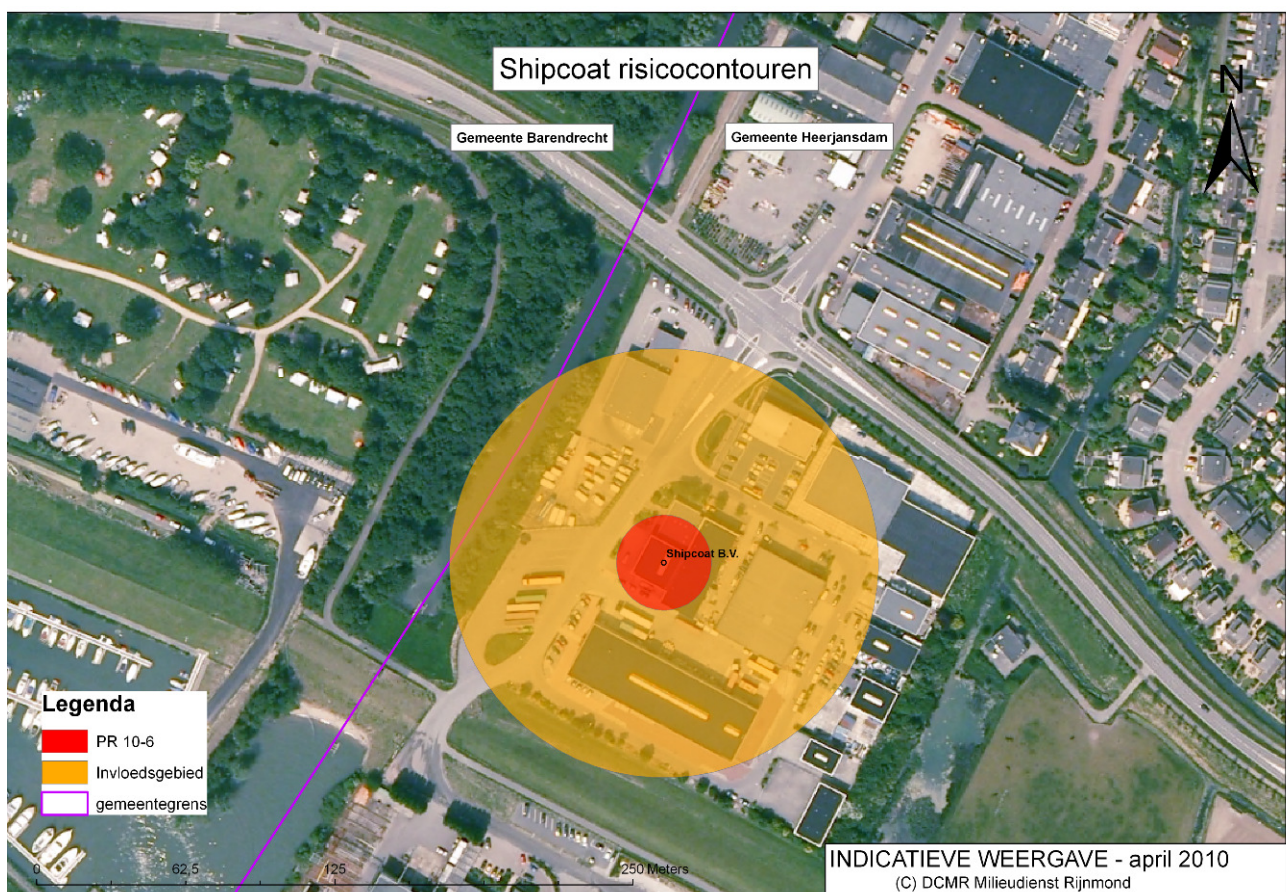 Shipcoat risicocontouren
N
Gemeente Barendrecht
Gemeente Heerjansdam
Shipcoat B.V.
Legenda
PR 10-6
Invloedsgebied
gemeentegrens
0 62,5 125 250 Meters
INDICATIEVE WEERGAVE - april 2010
(C) DCMR Milieudienst Rijnmond